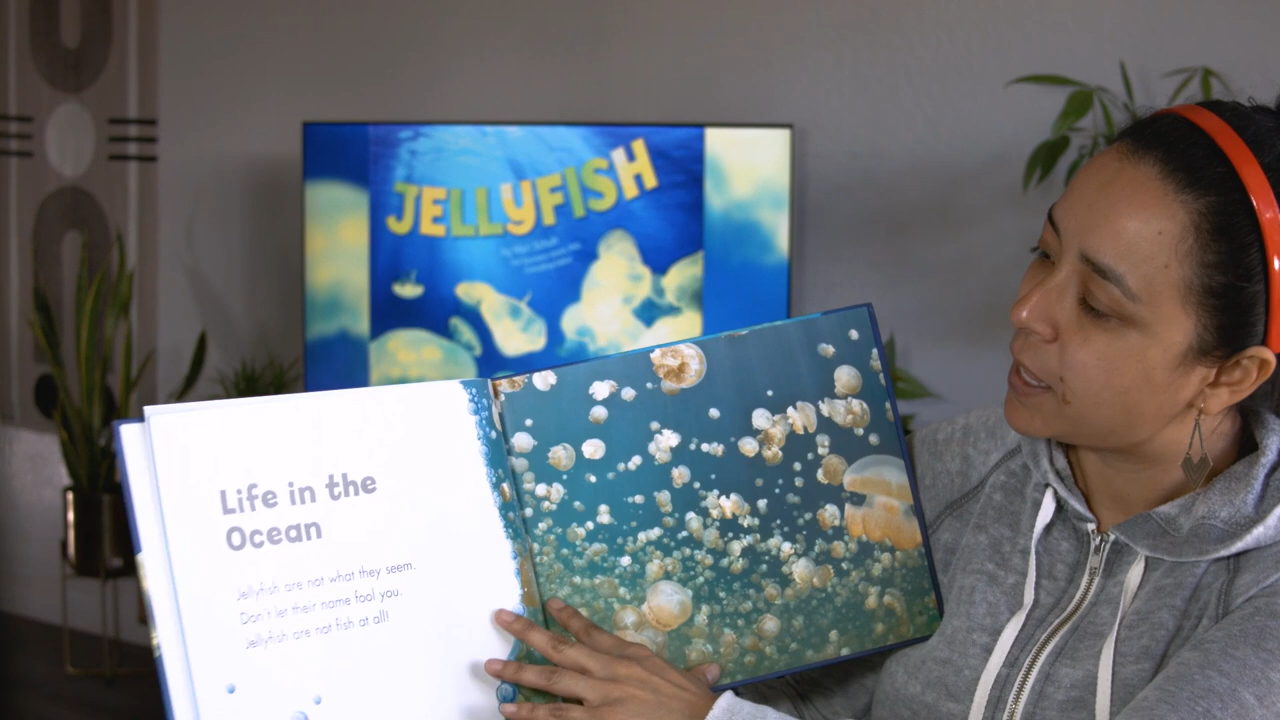 JELLYFISH
Life in the
Ocean
Jellyfish are not what they seem.
Don't let their name fool you.
Jellyfish are not fish at all!